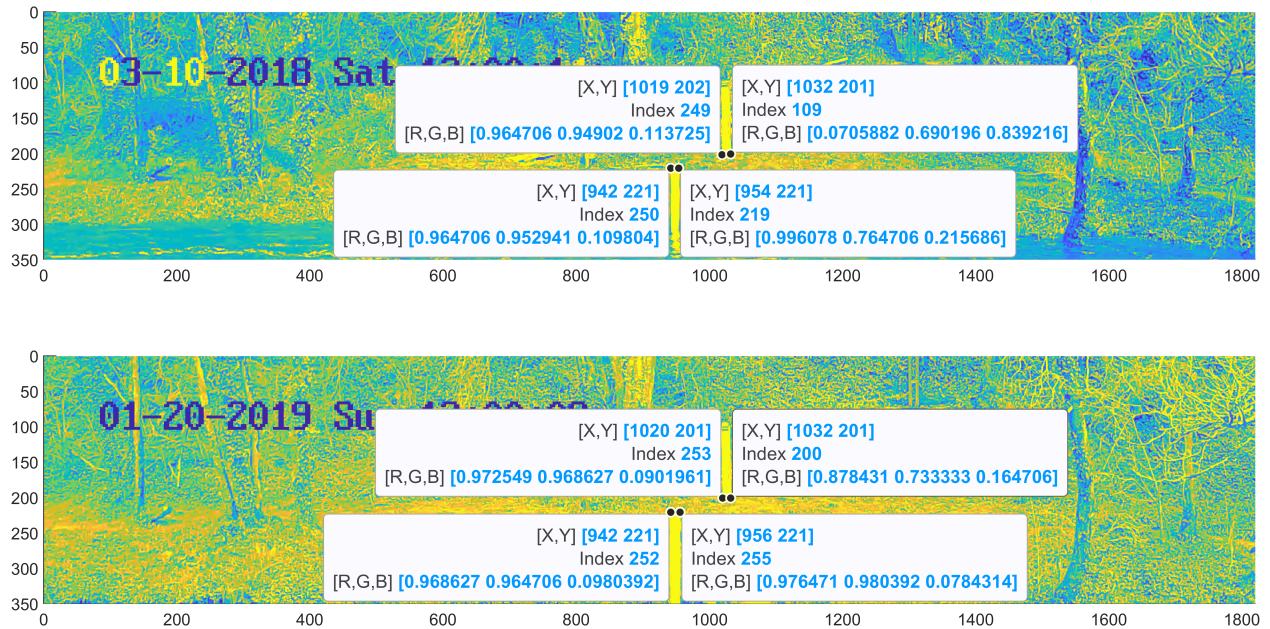 0
50
100
150
200
250
300
350
03-10-2018 Sat
[X,Y] [1019 202]
Index 249
[R,G,B] [0.964706 0.94902 0.113725]
[X,Y] [1032 201]
Index 109
[R,G,B] [0.0705882 0.690196 0.839216]
[X,Y] [942 221]
Index 250
[R,G,B] [0.964706 0.952941 0.109804]
[X,Y] [954 221]
Index 219
[R,G,B] [0.996078 0.764706 0.215686]
0 200 400 600 800 1000 1200 1400 1600 1800
0
50
100
150
200
250
300
350
01-20-2019
[X,Y] [1020 201]
Index 253
[R,G,B] [0.972549 0.968627 0.0901961]
[X,Y] [1032 201]
Index 200
[R,G,B] [0.878431 0.733333 0.164706]
[X,Y] [942 221]
Index 252
[R,G,B] [0.968627 0.964706 0.0980392]
[X,Y] [956 221]
Index 255
[R,G,B] [0.976471 0.980392 0.0784314]
0 200 400 600 800 1000 1200 1400 1600 1800